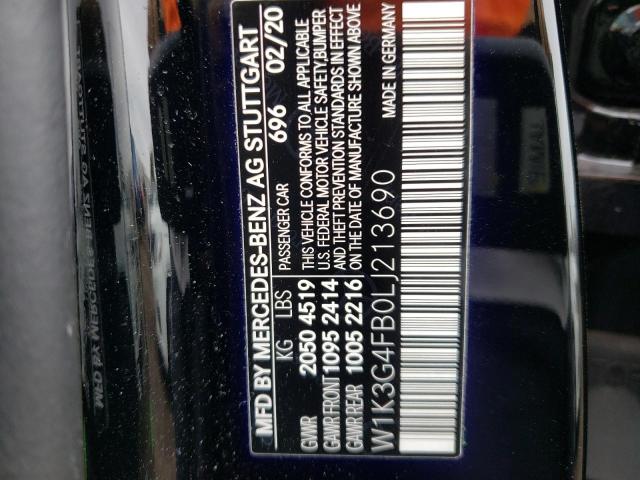 MFD BY MERCEDES-BENZ AG STUTTGART
696 02/20
KG LBS PASSENGER CAR
GVWR 2050 4519 THIS VEHICLE CONFORMS TO ALL APPLICABLE
GAWR FRONT 1095 2414 U.S. FEDERAL MOTOR VEHICLE SAFETY, BUMPER
AND THEFT PREVENTION STANDARDS IN EFFECT
GAWR REAR 1005 2216 ON THE DATE OF MANUFACTURE SHOWN ABOVE
MADE IN GERMANY
W1K3G4FB0LJ213690